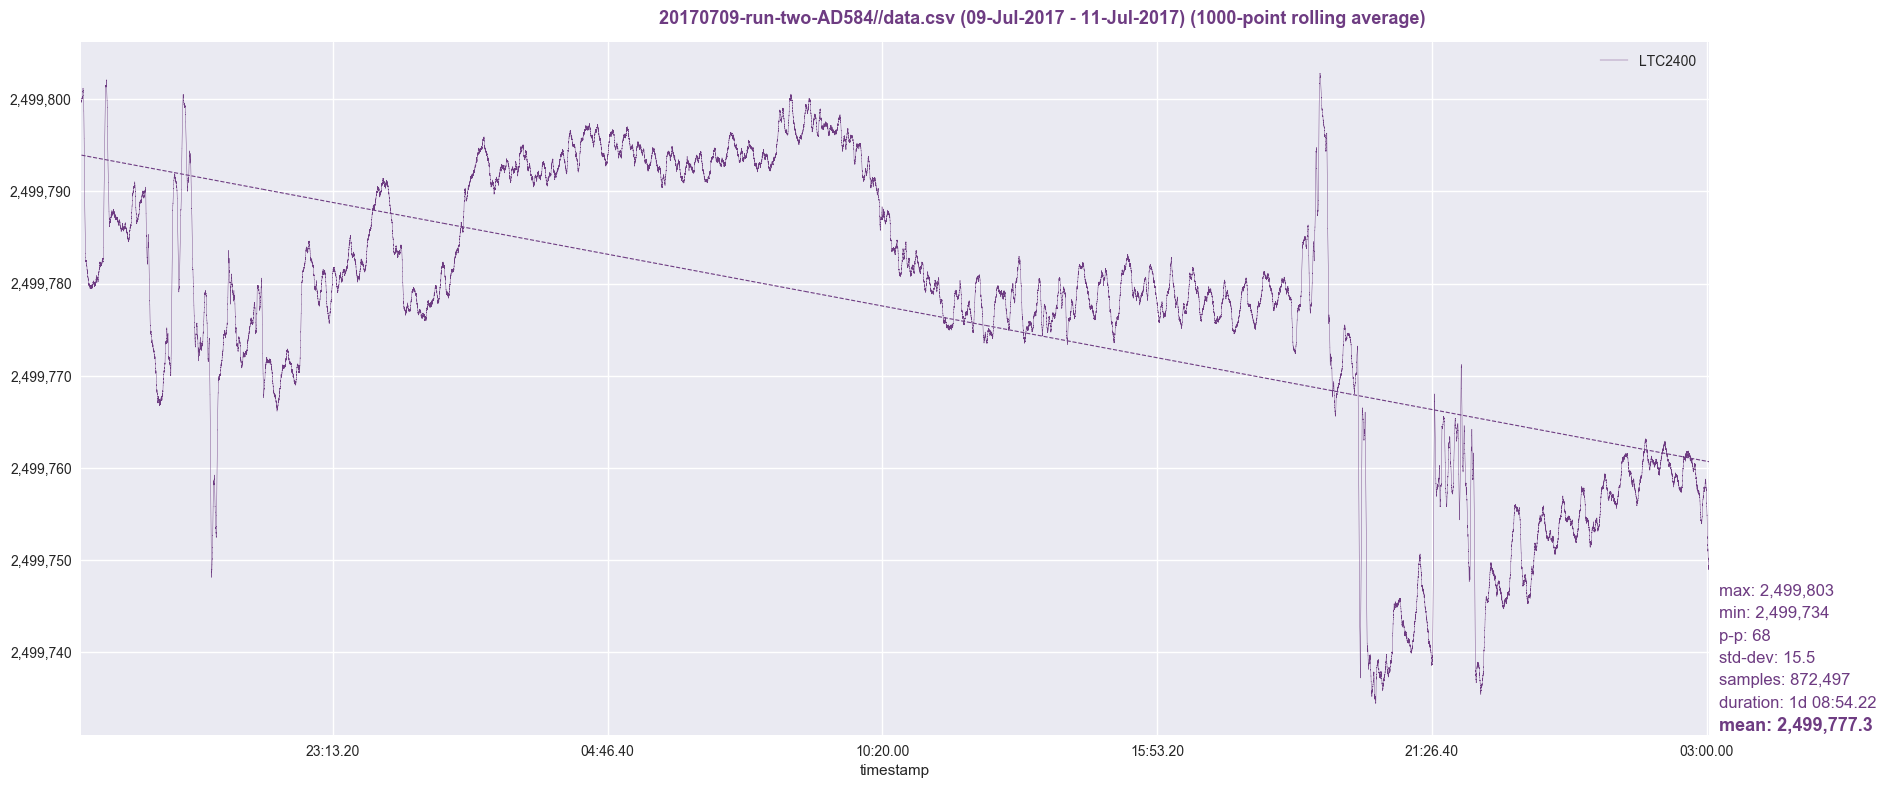 20170709-run-two-AD584//data.csv (09-Jul-2017 - 11-Jul-2017) (1000-point rolling average)
LTC2400
2,499,800
2,499,790
2,499,780
2,499,770
2,499,760
2,499,750
2,499,740
max: 2,499,803
min: 2,499,734
p-p: 68
std-dev: 15.5
samples: 872,497
duration: 1d 08:54.22
mean: 2,499,777.3
23:13.20 04:46.40 10:20.00 15:53.20 21:26.40 03:00.00
timestamp